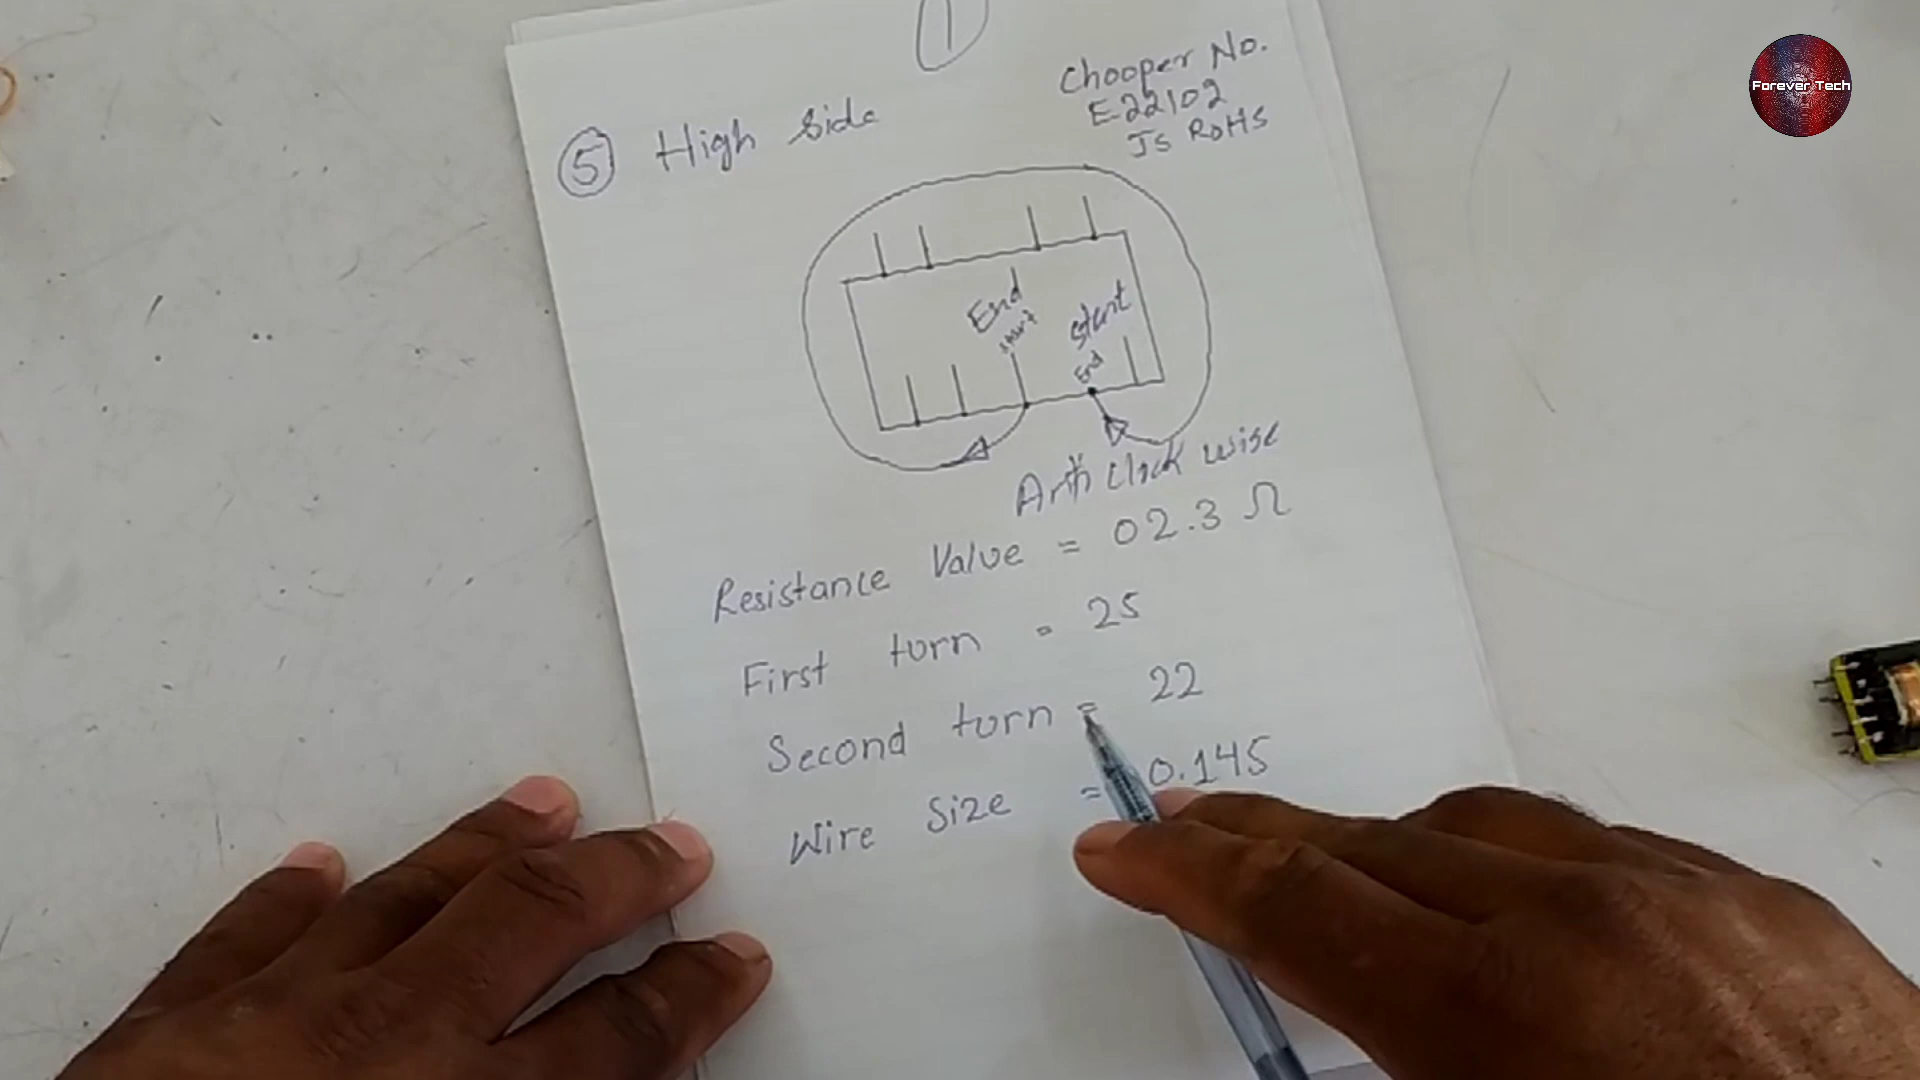 1
Chooper No.
E22102
JS ROHS
5 High Side
End
start
start
End
Anti Clock wise
Resistance Value = 02.3 Ω
First turn = 25
Second turn = 22
Wire Size = 0.145
Forever Tech